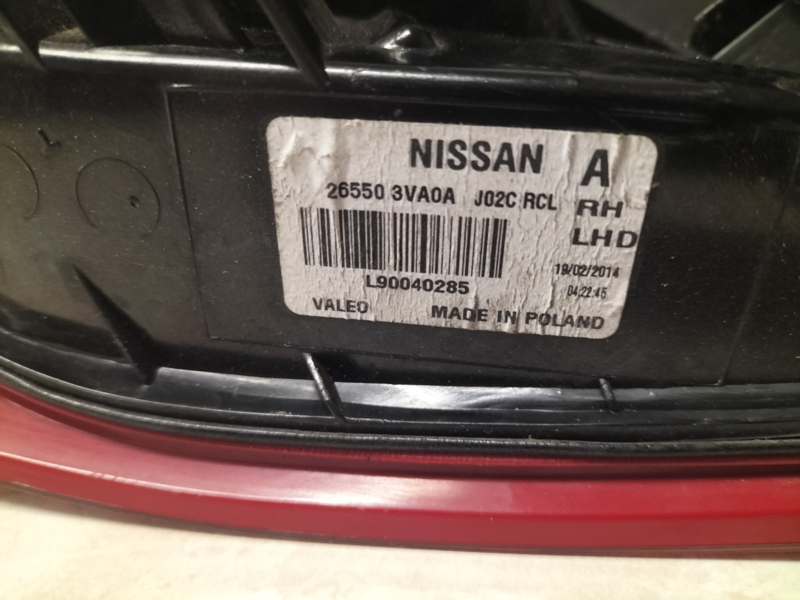 NISSAN A
26550 3VA0A J02C RCL RH
LHD
L90040285
19/02/2014
04:22:45
VALEO MADE IN POLAND